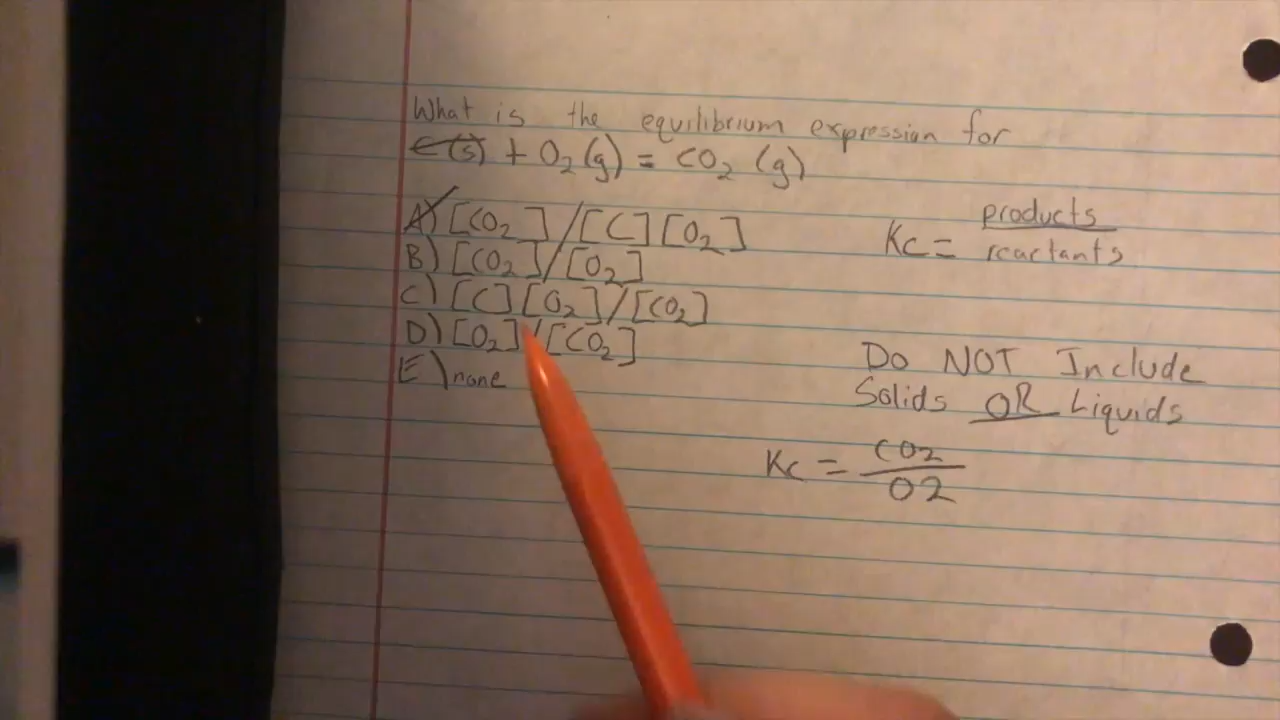 What is the equilibrium expression for
C(s) + O2 (g) = CO2 (g)
A) [CO2] / [C] [O2]
B) [CO2] / [O2]
C) [C] [O2] / [CO2]
D) [O2] / [CO2]
E) none
Kc = products
reactants
Do NOT Include
Solids OR Liquids
Kc = CO2
O2